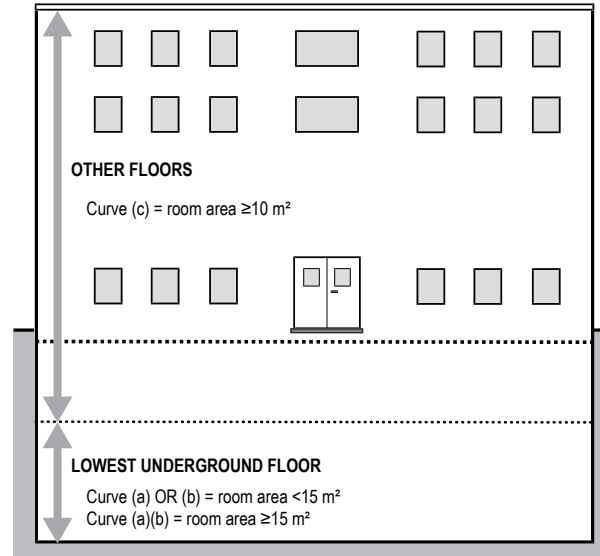 OTHER FLOORS
Curve (c) = room area ≥10 m²
LOWEST UNDERGROUND FLOOR
Curve (a) OR (b) = room area <15 m²
Curve (a)(b) = room area ≥15 m²